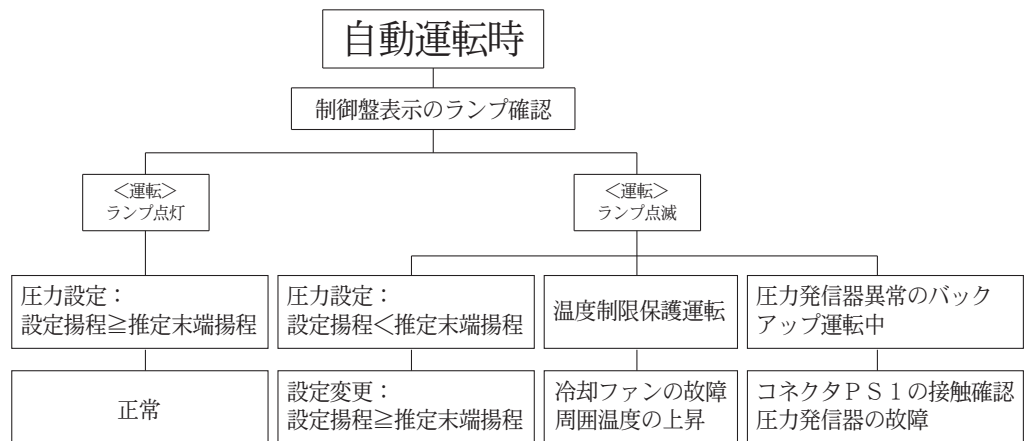 自動運転時
制御盤表示のランプ確認
＜運転＞
ランプ点灯
＜運転＞
ランプ点滅
圧力設定：
設定揚程≧推定末端揚程
圧力設定：
設定揚程＜推定末端揚程
温度制限保護運転
圧力発信器異常のバック
アップ運転中
正常
設定変更：
設定揚程≧推定末端揚程
冷却ファンの故障
周囲温度の上昇
コネクタＰＳ１の接触確認
圧力発信器の故障